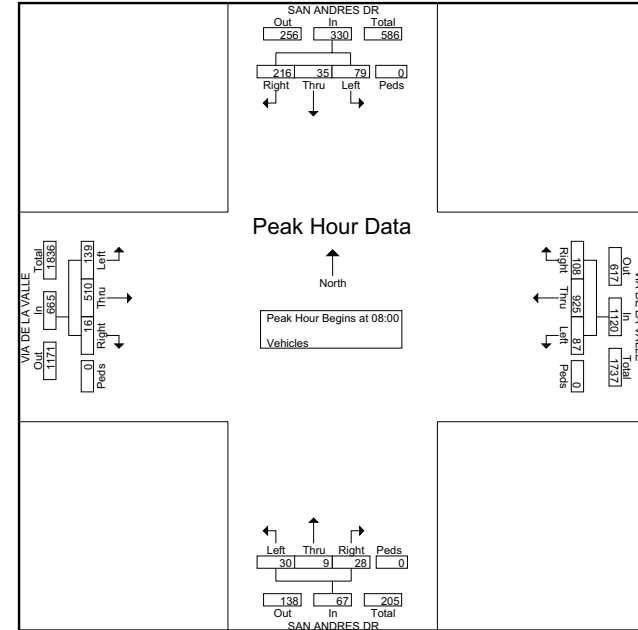 SAN ANDRES DR
Out In Total
256 330 586
216 35 79 0
Right Thru Left Peds
Peak Hour Data
North
Peak Hour Begins at 08:00
Vehicles
VIA DE LA VALLE
Total In Out
1836 665 1171
139 510 16 0
Left Thru Right Peds
Right Thru Left Peds
108 925 87 0
617 1120 1737
Out In Total
VIA DE LA VALLE
Left Thru Right Peds
30 9 28 0
138 67 205
Out In Total
SAN ANDRES DR